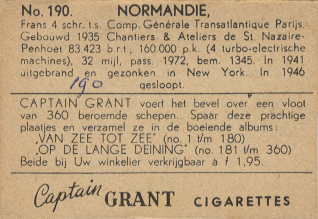 No. 190. NORMANDIE,
Frans 4 schr. t.s. Comp. Générale Transatlantique Parijs.
Gebouwd 1935 Chantiers & Ateliers de St. Nazaire-
Penhoët 83 423 b.r.t., 160.000 p.k. (4 turbo-electrische
machines), 32 mijl, pass. 1972, bem. 1345. In 1941
uitgebrand en gezonken in New York. In 1946
gesloopt.
190
CAPTAIN GRANT voert het bevel over een vloot
van 360 beroemde schepen. Spaar deze prachtige
plaatjes en verzamel ze in de boeiende albums:
„VAN ZEE TOT ZEE" (no. 1 t/m 180)
„OP DE LANGE DEINING" (no. 181 t/m 360)
Beide bij Uw winkelier verkrijgbaar à f 1,95.
Captain GRANT CIGARETTES